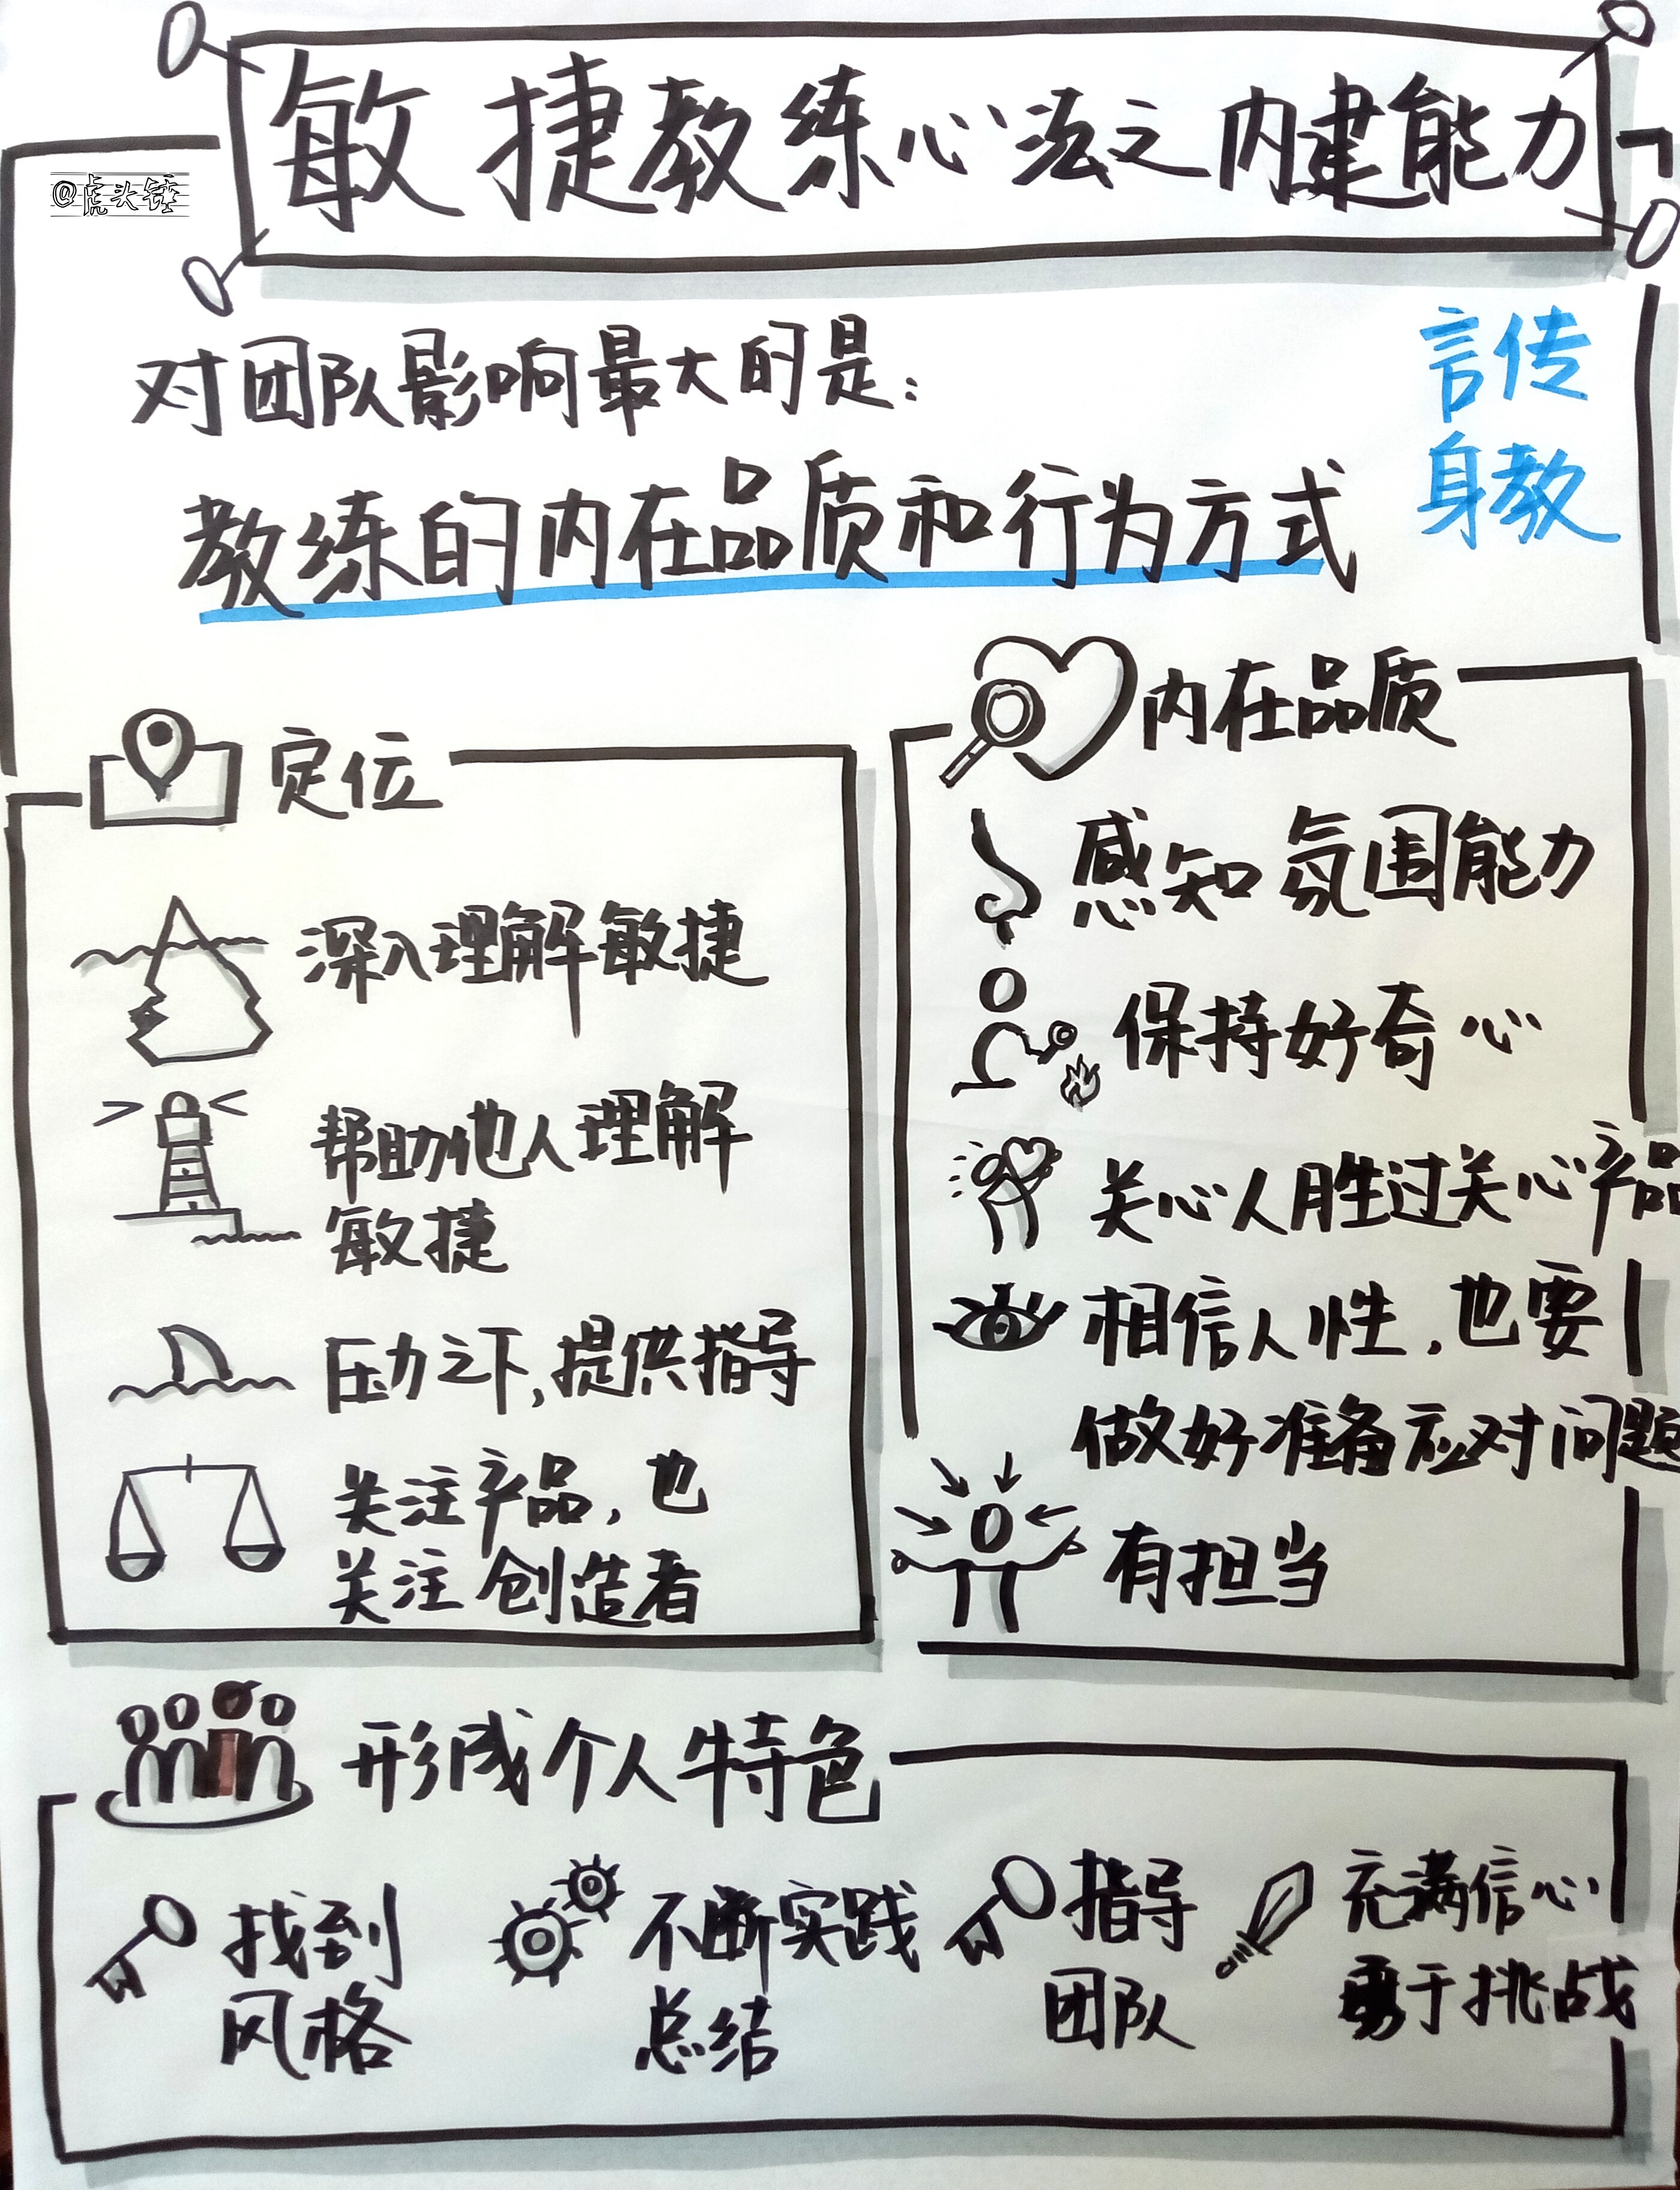 敏捷教练心法之内建能力
@虎头锤
对团队影响最大的是:
教练的内在品质和行为方式
言传
身教
定位
深入理解敏捷
帮助他人理解
敏捷
压力之下,提供指导
关注产品,也
关注创造者
内在品质
感知氛围能力
保持好奇心
关心人胜过关心产品
相信人性,也要
做好准备应对问题
有担当
形成个人特色
找到
风格
不断实践
总结
指导
团队
充满信心
勇于挑战